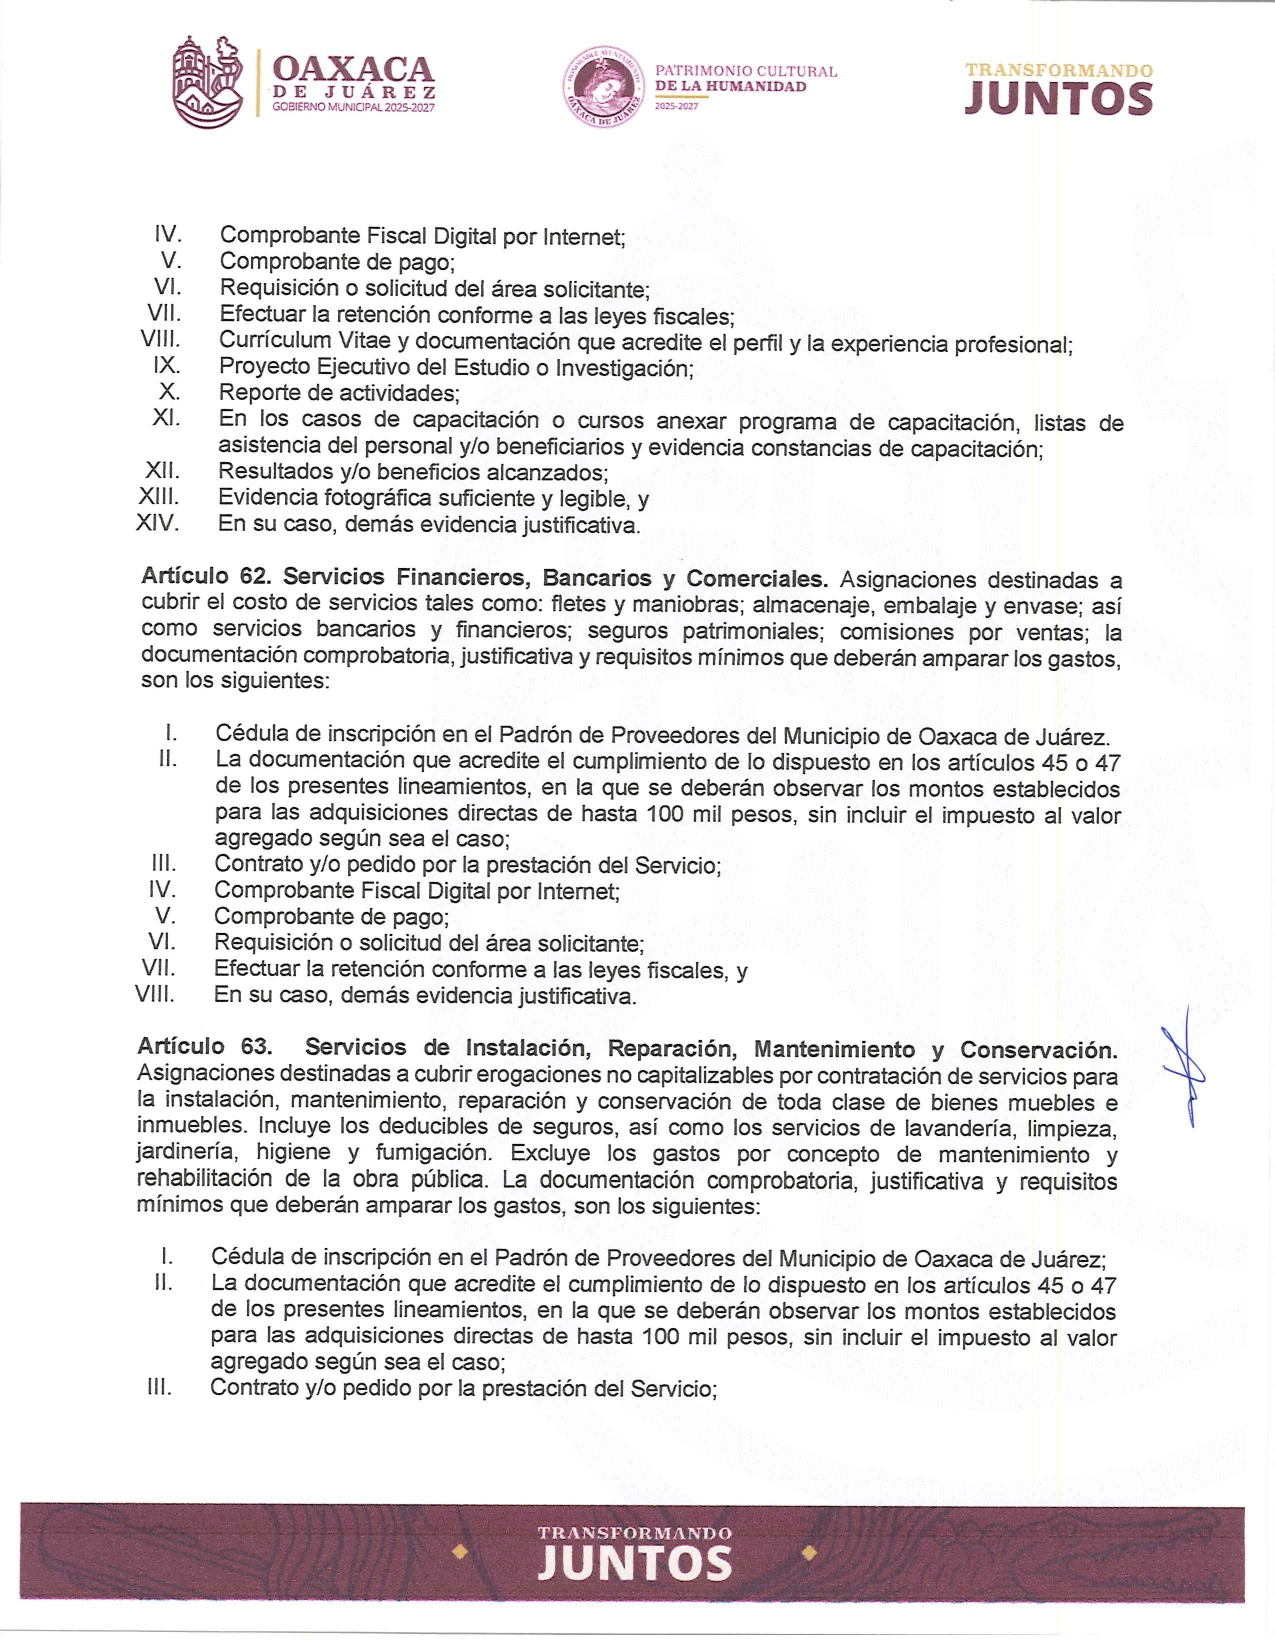 OAXACA
DE JUÁREZ
GOBIERNO MUNICIPAL 2025-2027
HONORABLE AYUNTAMIENTO
OAXACA DE JUÁREZ
PATRIMONIO CULTURAL
DE LA HUMANIDAD
2025-2027
TRANSFORMANDO
JUNTOS
IV. Comprobante Fiscal Digital por Internet;
V. Comprobante de pago;
VI. Requisición o solicitud del área solicitante;
VII. Efectuar la retención conforme a las leyes fiscales;
VIII. Currículum Vitae y documentación que acredite el perfil y la experiencia profesional;
IX. Proyecto Ejecutivo del Estudio o Investigación;
X. Reporte de actividades;
XI. En los casos de capacitación o cursos anexar programa de capacitación, listas de
asistencia del personal y/o beneficiarios y evidencia constancias de capacitación;
XII. Resultados y/o beneficios alcanzados;
XIII. Evidencia fotográfica suficiente y legible, y
XIV. En su caso, demás evidencia justificativa.
Artículo 62. Servicios Financieros, Bancarios y Comerciales. Asignaciones destinadas a
cubrir el costo de servicios tales como: fletes y maniobras; almacenaje, embalaje y envase; así
como servicios bancarios y financieros; seguros patrimoniales; comisiones por ventas; la
documentación comprobatoria, justificativa y requisitos mínimos que deberán amparar los gastos,
son los siguientes:
I. Cédula de inscripción en el Padrón de Proveedores del Municipio de Oaxaca de Juárez.
II. La documentación que acredite el cumplimiento de lo dispuesto en los artículos 45 o 47
de los presentes lineamientos, en la que se deberán observar los montos establecidos
para las adquisiciones directas de hasta 100 mil pesos, sin incluir el impuesto al valor
agregado según sea el caso;
III. Contrato y/o pedido por la prestación del Servicio;
IV. Comprobante Fiscal Digital por Internet;
V. Comprobante de pago;
VI. Requisición o solicitud del área solicitante;
VII. Efectuar la retención conforme a las leyes fiscales, y
VIII. En su caso, demás evidencia justificativa.
Artículo 63. Servicios de Instalación, Reparación, Mantenimiento y Conservación.
Asignaciones destinadas a cubrir erogaciones no capitalizables por contratación de servicios para
la instalación, mantenimiento, reparación y conservación de toda clase de bienes muebles e
inmuebles. Incluye los deducibles de seguros, así como los servicios de lavandería, limpieza,
jardinería, higiene y fumigación. Excluye los gastos por concepto de mantenimiento y
rehabilitación de la obra pública. La documentación comprobatoria, justificativa y requisitos
mínimos que deberán amparar los gastos, son los siguientes:
I. Cédula de inscripción en el Padrón de Proveedores del Municipio de Oaxaca de Juárez;
II. La documentación que acredite el cumplimiento de lo dispuesto en los artículos 45 o 47
de los presentes lineamientos, en la que se deberán observar los montos establecidos
para las adquisiciones directas de hasta 100 mil pesos, sin incluir el impuesto al valor
agregado según sea el caso;
III. Contrato y/o pedido por la prestación del Servicio;
TRANSFORMANDO
JUNTOS